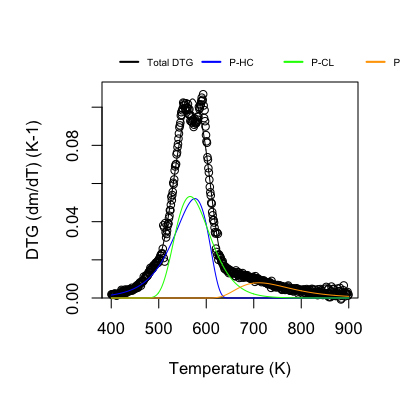 Total DTG P-HC P-CL P
DTG (dm/dT) (K-1)
0.08
0.04
0.00
400 500 600 700 800 900
Temperature (K)